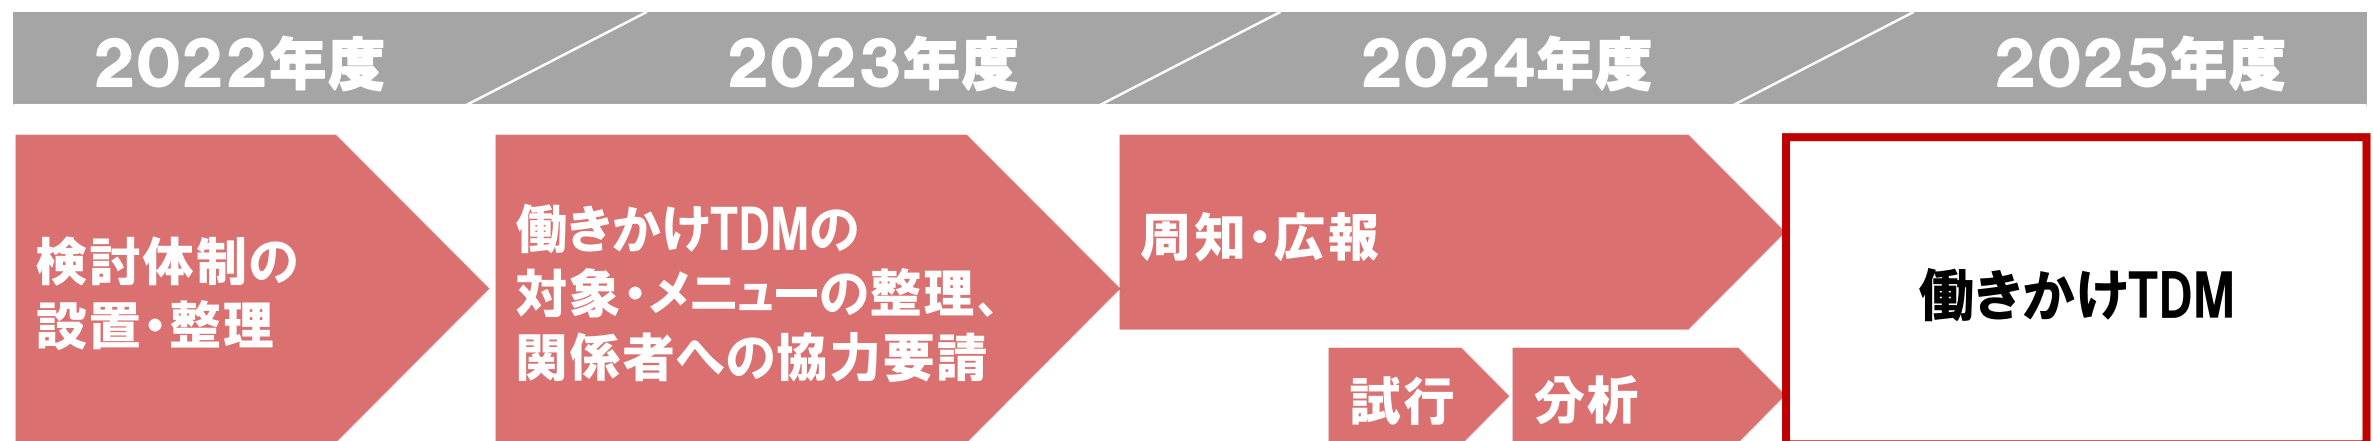 2022年度
2023年度
2024年度
2025年度
検討体制の
設置・整理
働きかけTDMの
対象・メニューの整理、
関係者への協力要請
周知・広報
試行
分析
働きかけTDM